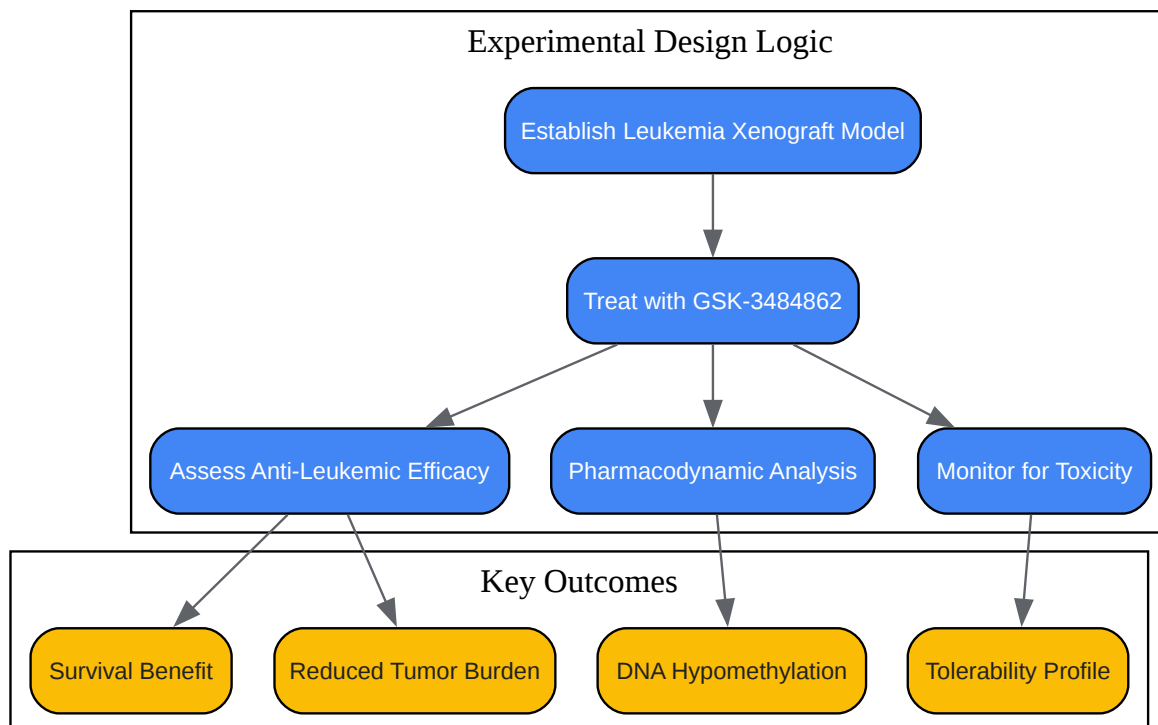 Experimental Design Logic
Establish Leukemia Xenograft Model
Treat with GSK-3484862
Assess Anti-Leukemic Efficacy
Pharmacodynamic Analysis
Monitor for Toxicity
Key Outcomes
Survival Benefit
Reduced Tumor Burden
DNA Hypomethylation
Tolerability Profile